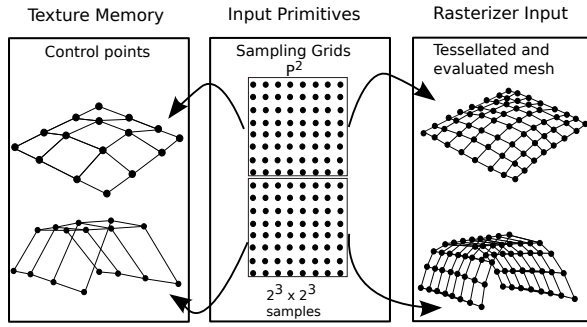 Texture Memory
Input Primitives
Rasterizer Input
Control points
Sampling Grids
P²
Tessellated and
evaluated mesh
2³ x 2³
samples